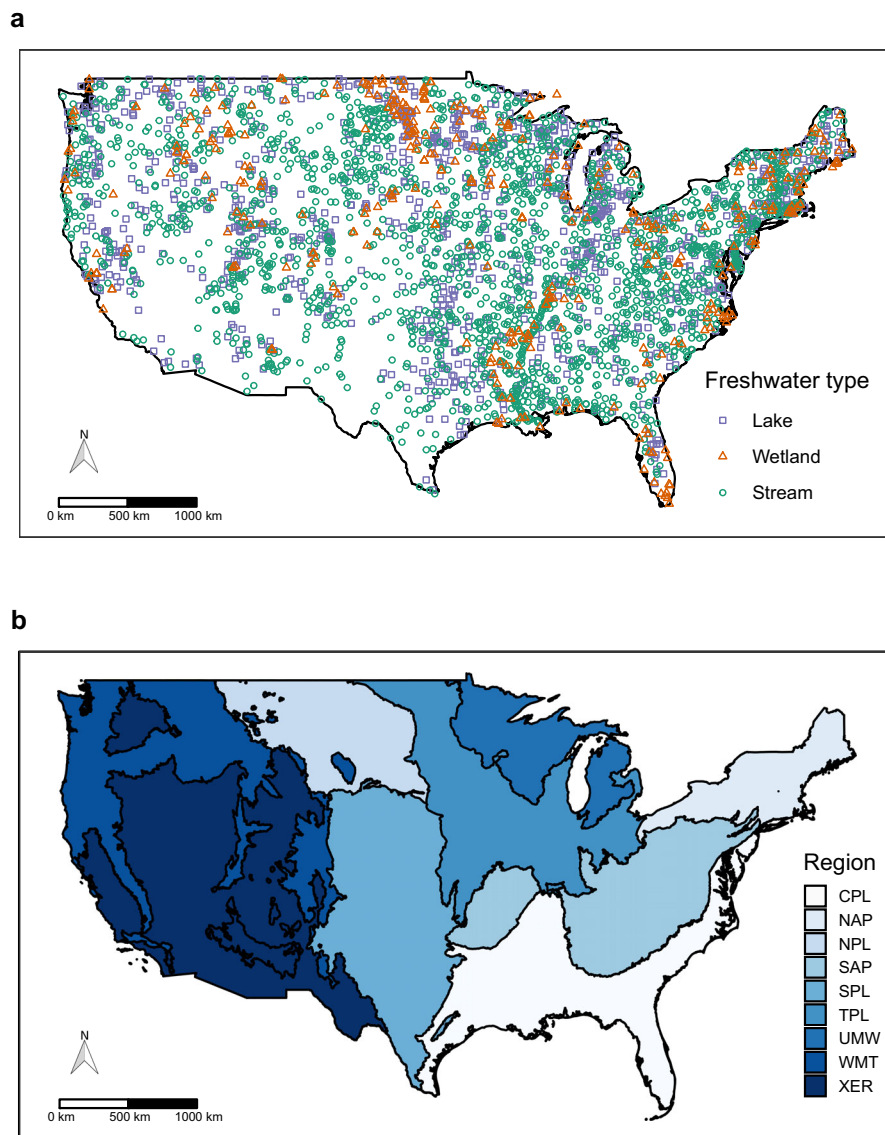 a
Freshwater type
Lake
Wetland
Stream
N
0 km 500 km 1000 km
b
Region
CPL
NAP
NPL
SAP
SPL
TPL
UMW
WMT
XER
N
0 km 500 km 1000 km